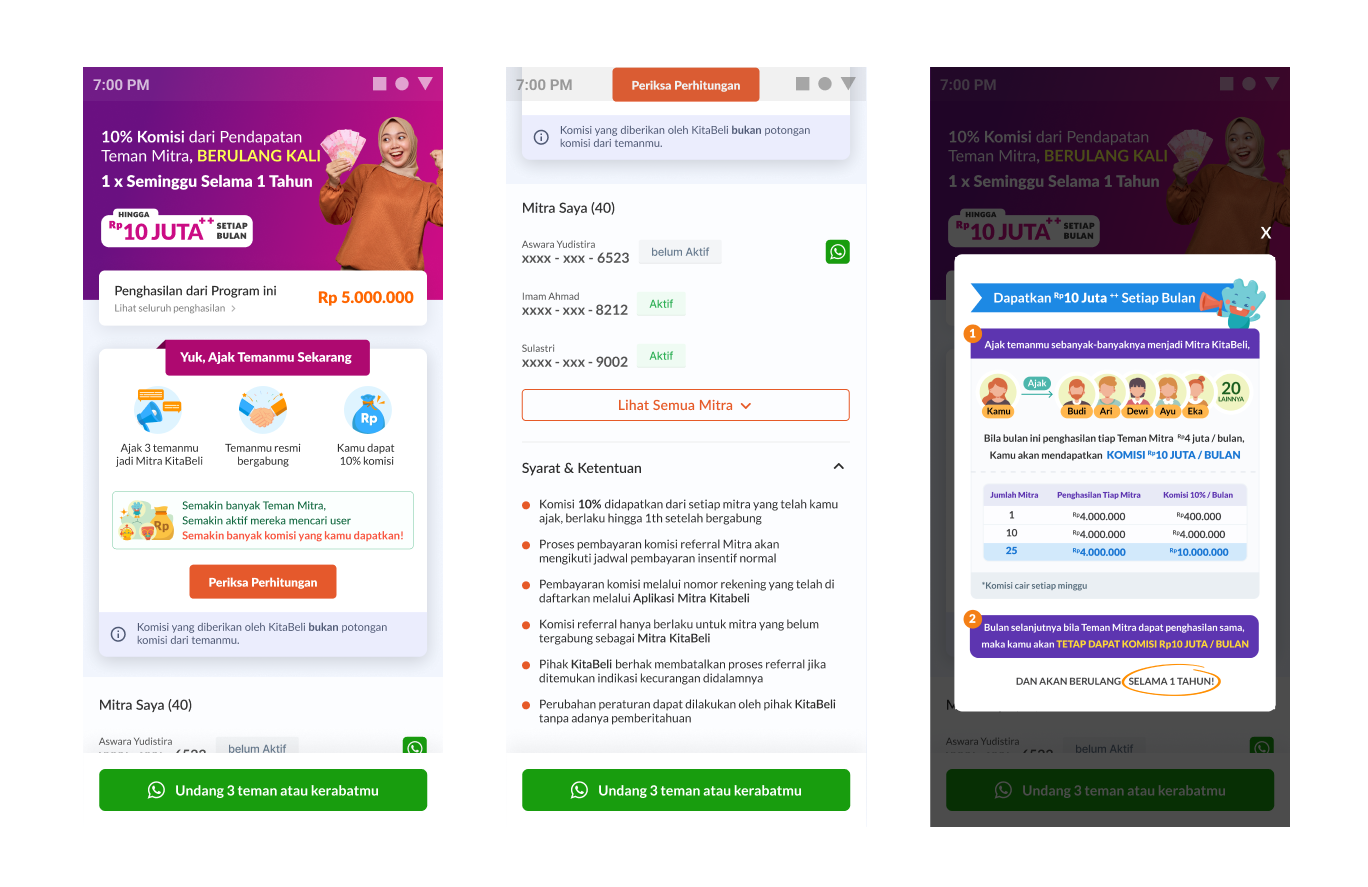 7:00 PM
10% Komisi dari Pendapatan
Teman Mitra, BERULANG KALI
1 x Seminggu Selama 1 Tahun
HINGGA
Rp10 JUTA++ SETIAP BULAN
Penghasilan dari Program ini
Rp 5.000.000
Lihat seluruh penghasilan >
Yuk, Ajak Temanmu Sekarang
Rp
Ajak 3 temanmu
jadi Mitra KitaBeli
Temanmu resmi
bergabung
Kamu dapat
10% komisi
Rp
Semakin banyak Teman Mitra,
Semakin aktif mereka mencari user
Semakin banyak komisi yang kamu dapatkan!
Periksa Perhitungan
Komisi yang diberikan oleh KitaBeli bukan potongan
komisi dari temanmu.
Mitra Saya (40)
Aswara Yudistira
belum Aktif
Undang 3 teman atau kerabatmu
7:00 PM
Periksa Perhitungan
Komisi yang diberikan oleh KitaBeli bukan potongan
komisi dari temanmu.
Mitra Saya (40)
Aswara Yudistira
xxxx - xxx - 6523
belum Aktif
Imam Ahmad
xxxx - xxx - 8212
Aktif
Sulastri
xxxx - xxx - 9002
Aktif
Lihat Semua Mitra
Syarat & Ketentuan
Komisi 10% didapatkan dari setiap mitra yang telah kamu
ajak, berlaku hingga 1th setelah bergabung
Proses pembayaran komisi referral Mitra akan
mengikuti jadwal pembayaran insentif normal
Pembayaran komisi melalui nomor rekening yang telah di
daftarkan melalui Aplikasi Mitra Kitabeli
Komisi referral hanya berlaku untuk mitra yang belum
tergabung sebagai Mitra KitaBeli
Pihak KitaBeli berhak membatalkan proses referral jika
ditemukan indikasi kecurangan didalamnya
Perubahan peraturan dapat dilakukan oleh pihak KitaBeli
tanpa adanya pemberitahuan
Undang 3 teman atau kerabatmu
7:00 PM
10% Komisi dari Pendapatan
Teman Mitra, BERULANG KALI
1 x Seminggu Selama 1 Tahun
HINGGA
Rp10 JUTA++ SETIAP BULAN
X
Dapatkan Rp10 Juta ++ Setiap Bulan
1
Ajak temanmu sebanyak-banyaknya menjadi Mitra KitaBeli,
Ajak
20
LAINNYA
Kamu Budi Ari Dewi Ayu Eka
Bila bulan ini penghasilan tiap Teman Mitra Rp4 juta / bulan,
Kamu akan mendapatkan KOMISI Rp10 JUTA / BULAN
Jumlah Mitra Penghasilan Tiap Mitra Komisi 10% / Bulan
1 Rp4.000.000 Rp400.000
10 Rp4.000.000 Rp4.000.000
25 Rp4.000.000 Rp10.000.000
*Komisi cair setiap minggu
2
Bulan selanjutnya bila Teman Mitra dapat penghasilan sama,
maka kamu akan TETAP DAPAT KOMISI Rp10 JUTA / BULAN
DAN AKAN BERULANG SELAMA 1 TAHUN!
Aswara Yudistira
belum Aktif
Undang 3 teman atau kerabatmu